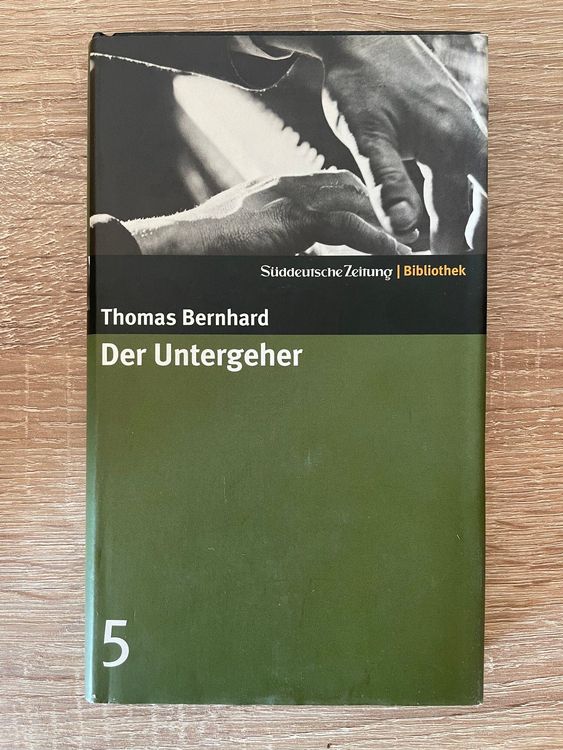 Süddeutsche Zeitung | Bibliothek
Thomas Bernhard
Der Untergeher
5